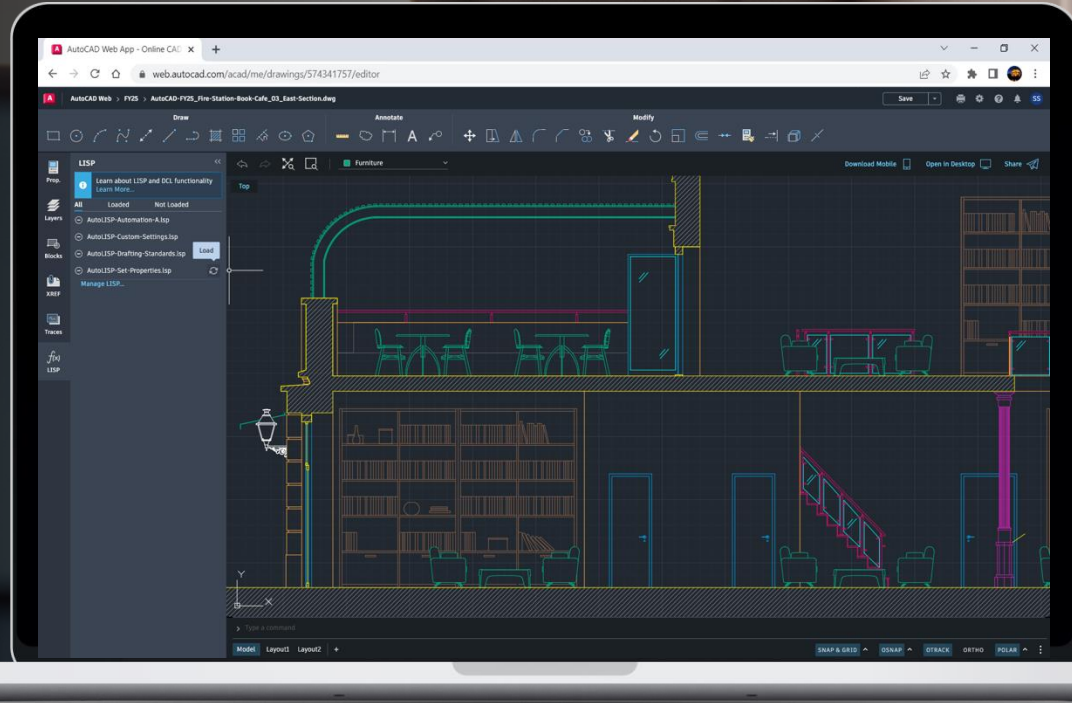 AutoCAD Web App - Online CAD
web.autocad.com/acad/me/drawings/574341757/editor
AutoCAD Web > FY25 > AutoCAD-FY25_Fire-Station-Book-Cafe_03_East-Section.dwg
Save
SS
Draw
Annotate
Modify
Prop.
Layers
Blocks
XREF
Traces
f(x)
LISP
LISP
Learn about LISP and DCL functionality
Learn More...
All Loaded Not Loaded
AutoLISP-Automation-A.lsp
AutoLISP-Custom-Settings.lsp
AutoLISP-Drafting-Standards.lsp
Load
AutoLISP-Set-Properties.lsp
Manage LISP...
Furniture
Download Mobile
Open in Desktop
Share
Top
Y
X
Type a command
Model Layout1 Layout2 +
SNAP & GRID OSNAP OTRACK ORTHO POLAR